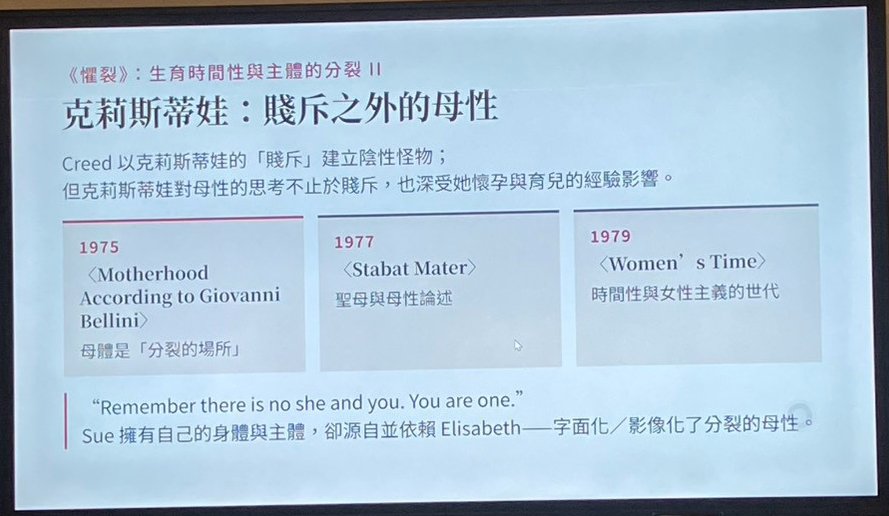 《懼裂》：生育時間性與主體的分裂 II
克莉斯蒂娃：賤斥之外的母性
Creed 以克莉斯蒂娃的「賤斥」建立陰性怪物；
但克莉斯蒂娃對母性的思考不止於賤斥，也深受她懷孕與育兒的經驗影響。
1975
〈Motherhood
According to Giovanni
Bellini〉
母體是「分裂的場所」
1977
〈Stabat Mater〉
聖母與母性論述
1979
〈Women’s Time〉
時間性與女性主義的世代
“Remember there is no she and you. You are one.”
Sue 擁有自己的身體與主體，卻源自並依賴 Elisabeth——字面化／影像化了分裂的母性。